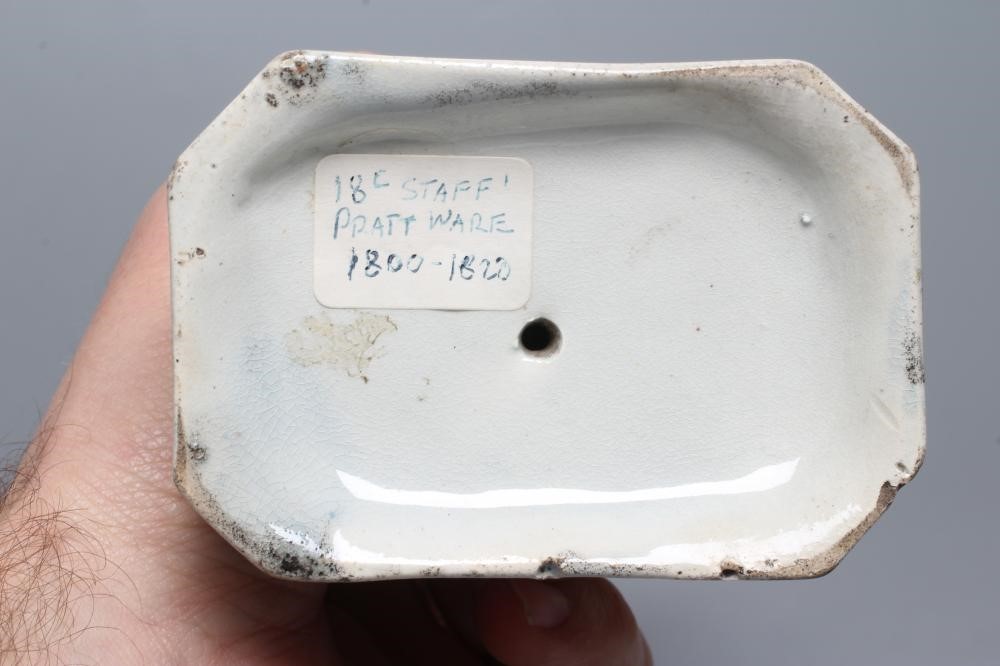 18C STAFF'
PRATT WARE
1800-1820